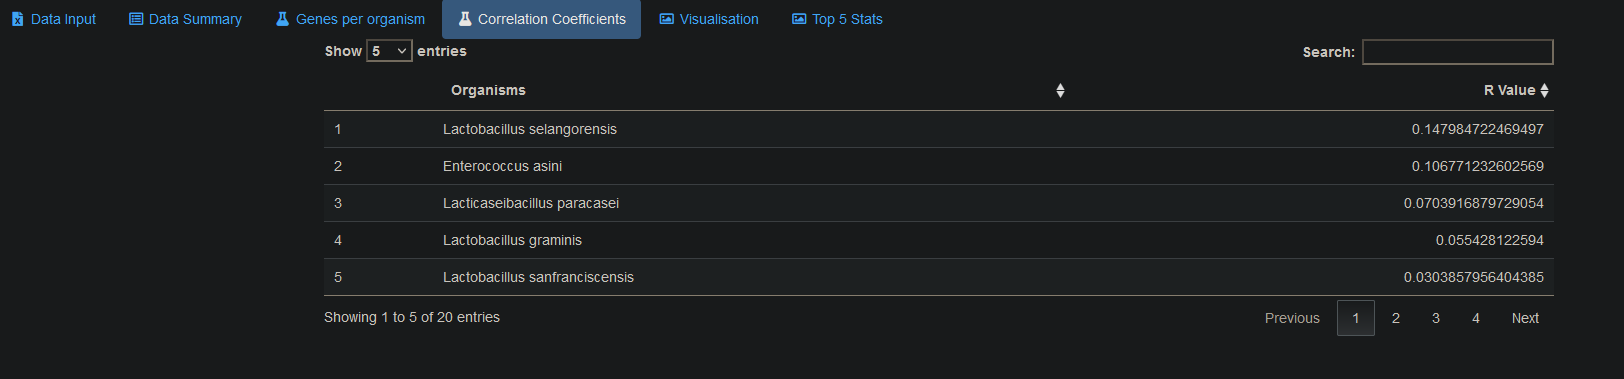 Data Input Data Summary Genes per organism Correlation Coefficients Visualisation Top 5 Stats
Show 5 entries Search:
Organisms R Value
1 Lactobacillus selangorensis 0.147984722469497
2 Enterococcus asini 0.106771232602569
3 Lacticaseibacillus paracasei 0.0703916879729054
4 Lactobacillus graminis 0.055428122594
5 Lactobacillus sanfranciscensis 0.0303857956404385
Showing 1 to 5 of 20 entries Previous 1 2 3 4 Next